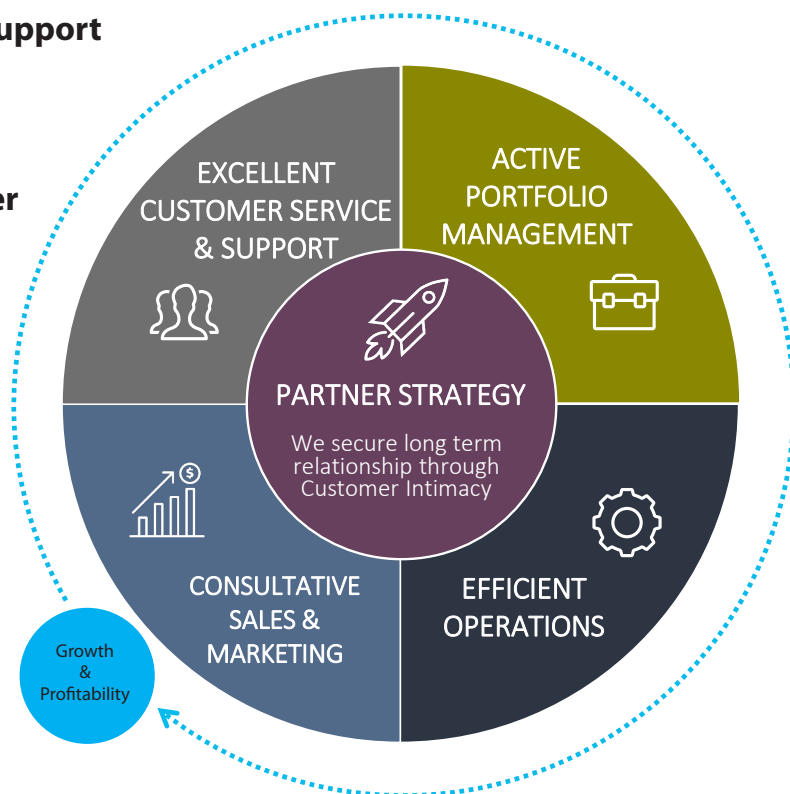 upport
er
EXCELLENT
CUSTOMER SERVICE
& SUPPORT
ACTIVE
PORTFOLIO
MANAGEMENT
PARTNER STRATEGY
We secure long term
relationship through
Customer Intimacy
$
CONSULTATIVE
SALES &
MARKETING
EFFICIENT
OPERATIONS
Growth
&
Profitability